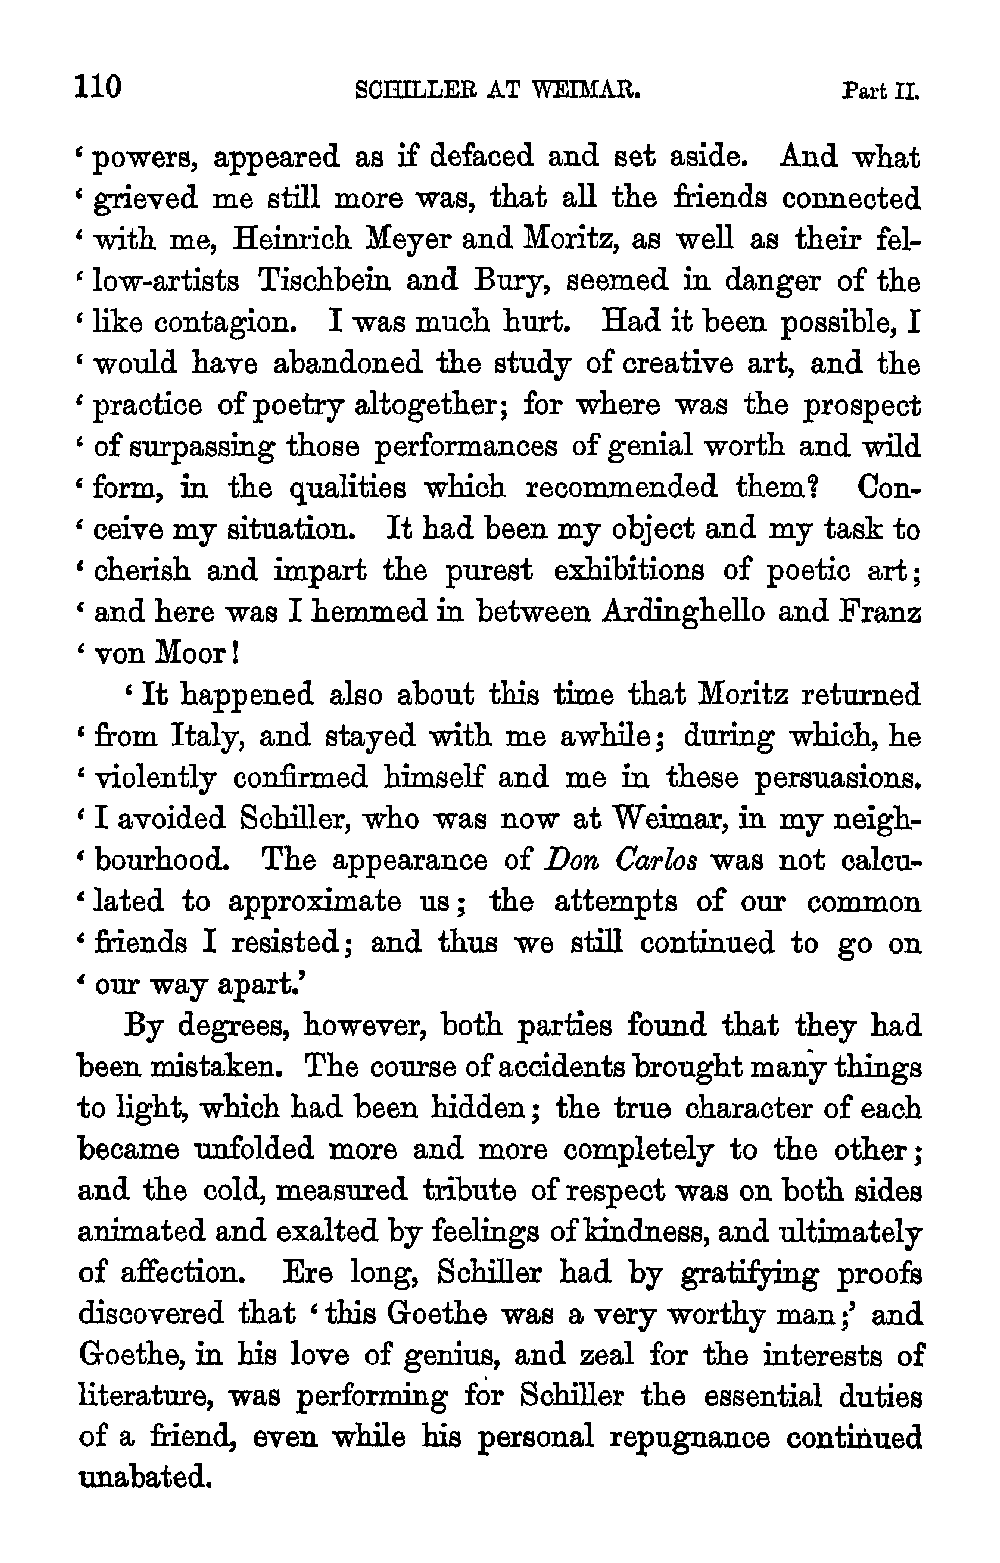 110 SCHILLER AT WEIMAR. Part II.
‘ powers, appeared as if defaced and set aside. And what
‘ grieved me still more was, that all the friends connected
‘ with me, Heinrich Meyer and Moritz, as well as their fel-
‘ low-artists Tischbein and Bury, seemed in danger of the
‘ like contagion. I was much hurt. Had it been possible, I
‘ would have abandoned the study of creative art, and the
‘ practice of poetry altogether; for where was the prospect
‘ of surpassing those performances of genial worth and wild
‘ form, in the qualities which recommended them? Con-
‘ ceive my situation. It had been my object and my task to
‘ cherish and impart the purest exhibitions of poetic art;
‘ and here was I hemmed in between Ardinghello and Franz
‘ von Moor!
‘ It happened also about this time that Moritz returned
‘ from Italy, and stayed with me awhile; during which, he
‘ violently confirmed himself and me in these persuasions.
‘ I avoided Schiller, who was now at Weimar, in my neigh-
‘ bourhood. The appearance of Don Carlos was not calcu-
‘ lated to approximate us; the attempts of our common
‘ friends I resisted; and thus we still continued to go on
‘ our way apart.’
By degrees, however, both parties found that they had
been mistaken. The course of accidents brought many things
to light, which had been hidden; the true character of each
became unfolded more and more completely to the other;
and the cold, measured tribute of respect was on both sides
animated and exalted by feelings of kindness, and ultimately
of affection. Ere long, Schiller had by gratifying proofs
discovered that ‘ this Goethe was a very worthy man;’ and
Goethe, in his love of genius, and zeal for the interests of
literature, was performing for Schiller the essential duties
of a friend, even while his personal repugnance continued
unabated.